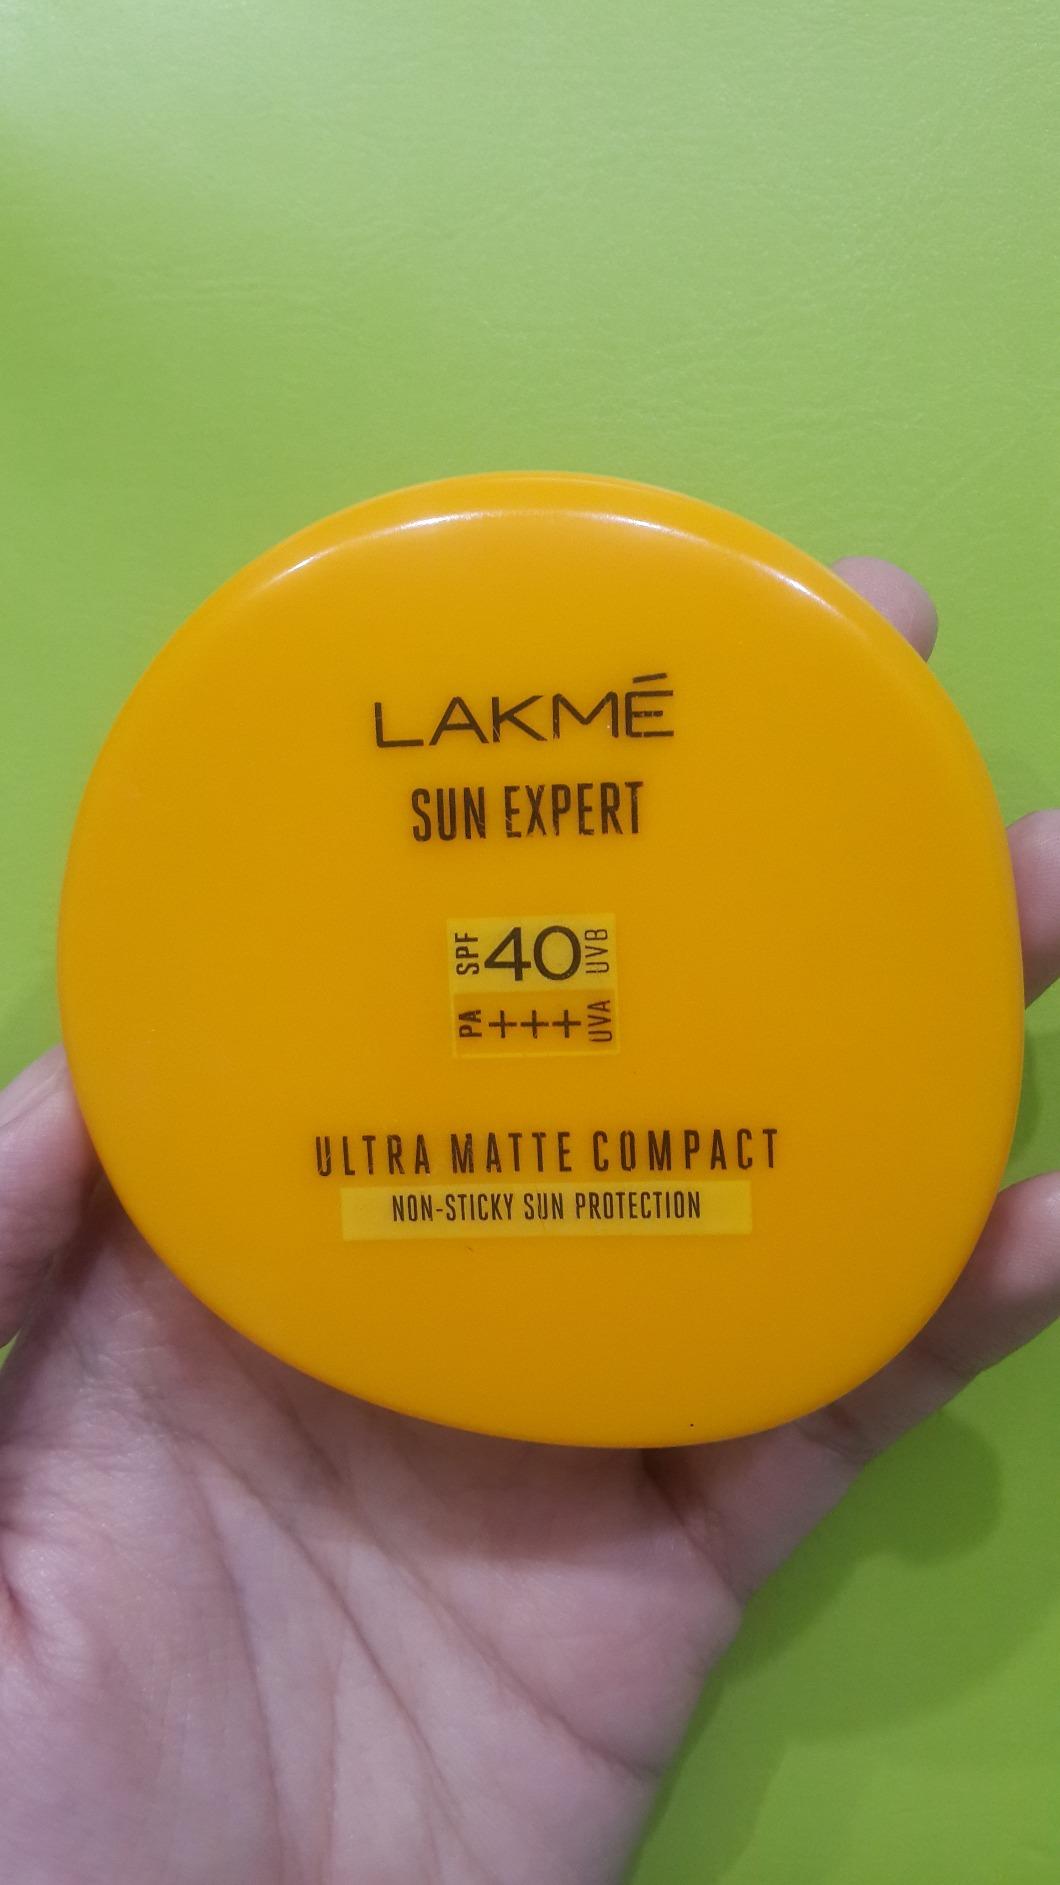 LAKMÉ
SUN EXPERT
SPF 40 UVB
PA +++ UVA
ULTRA MATTE COMPACT
NON-STICKY SUN PROTECTION